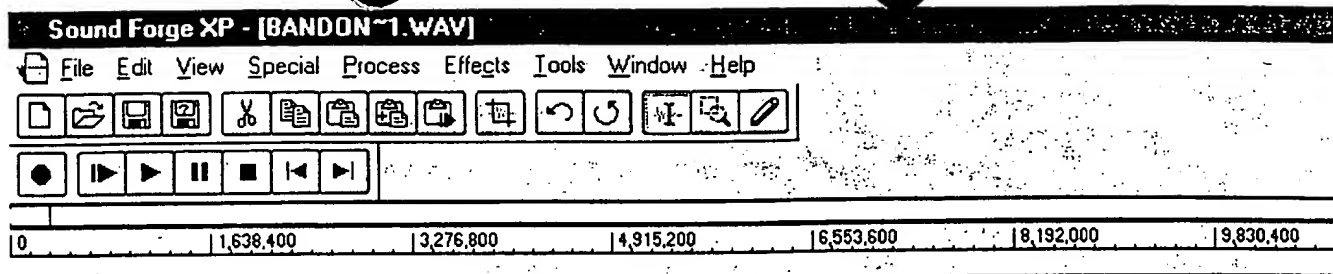 Sound Forge XP - [BANDON~1.WAV]
File Edit View Special Process Effects Tools Window Help
0 1,638,400 3,276,800 4,915,200 6,553,600 8,192,000 9,830,400